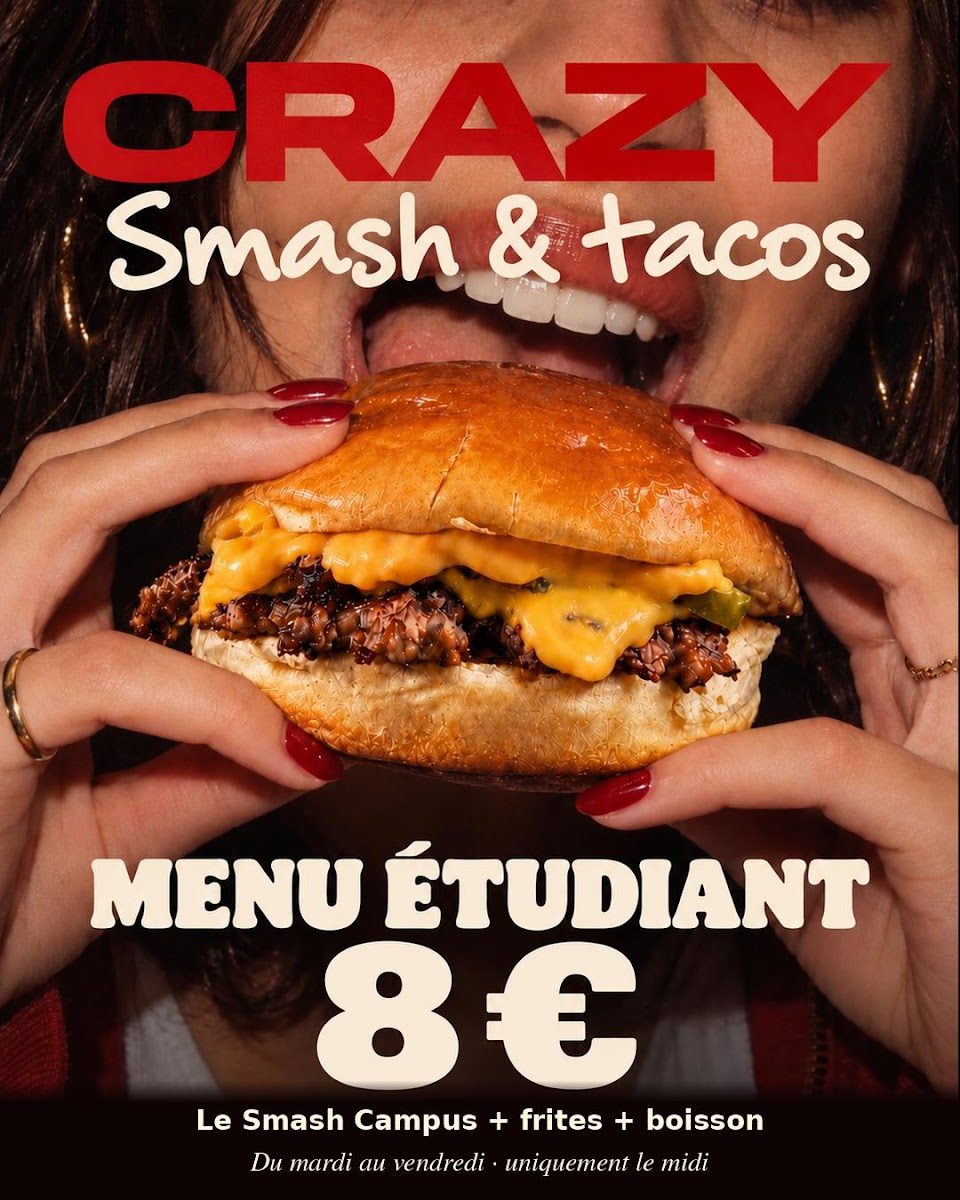 CRAZY
Smash & tacos
MENU ÉTUDIANT
8 €
Le Smash Campus + frites + boisson
Du mardi au vendredi · uniquement le midi